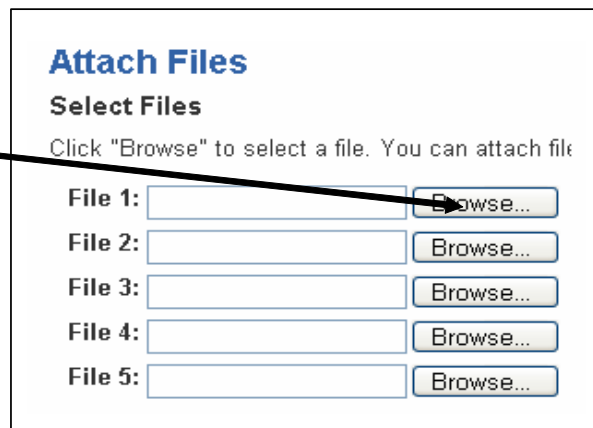 Attach Files
Select Files
Click "Browse" to select a file. You can attach file
File 1: Browse...
File 2: Browse...
File 3: Browse...
File 4: Browse...
File 5: Browse...